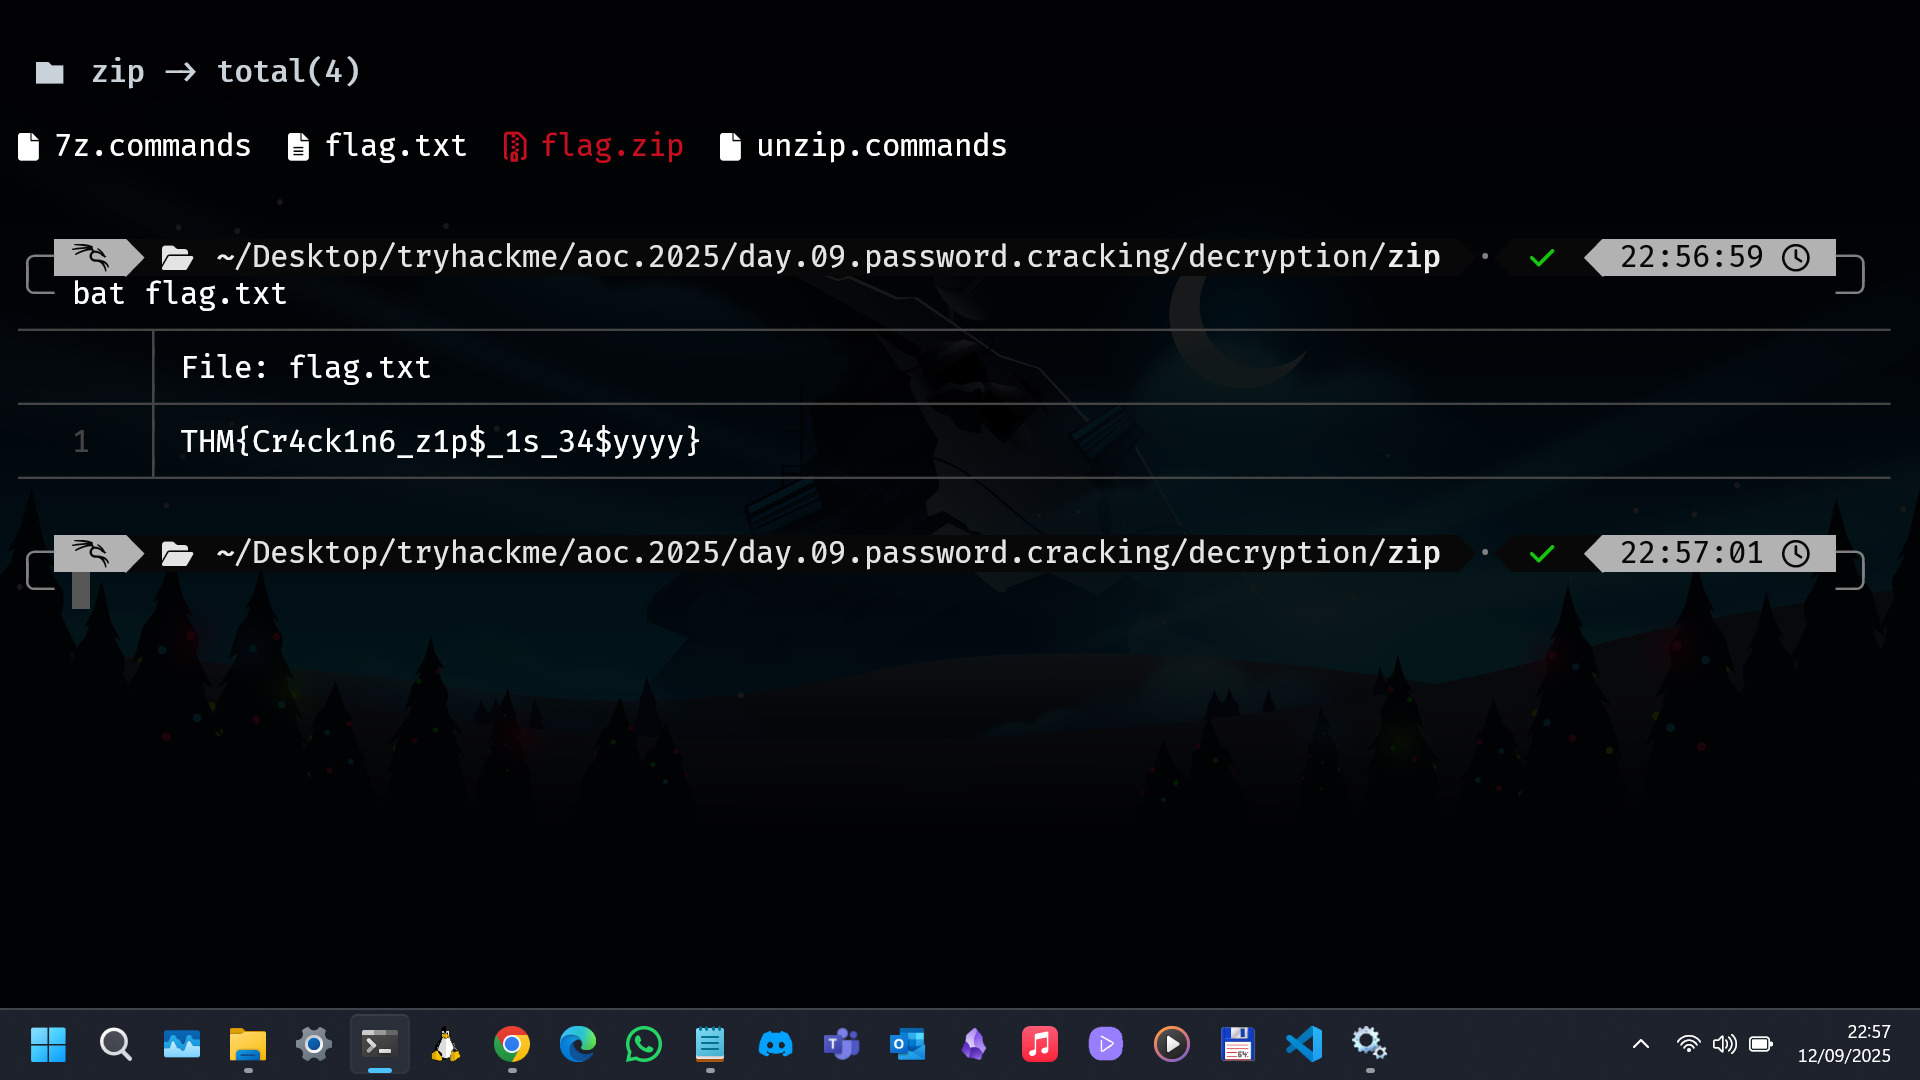 zip → total(4)
7z.commands flag.txt flag.zip unzip.commands
~/Desktop/tryhackme/aoc.2025/day.09.password.cracking/decryption/zip 22:56:59
bat flag.txt
File: flag.txt
1 THM{Cr4ck1n6_z1p$_1s_34$yyyy}
~/Desktop/tryhackme/aoc.2025/day.09.password.cracking/decryption/zip 22:57:01
22:57
12/09/2025